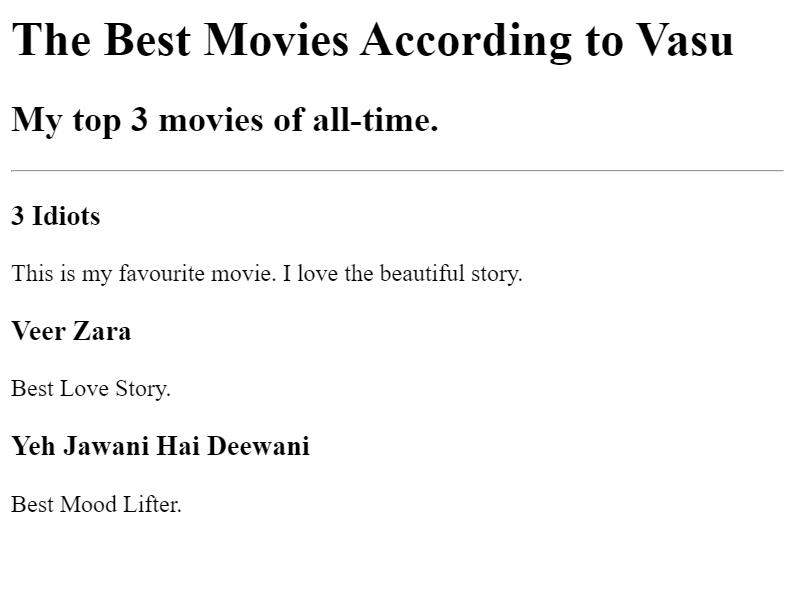 The Best Movies According to Vasu
My top 3 movies of all-time.
3 Idiots
This is my favourite movie. I love the beautiful story.
Veer Zara
Best Love Story.
Yeh Jawani Hai Deewani
Best Mood Lifter.